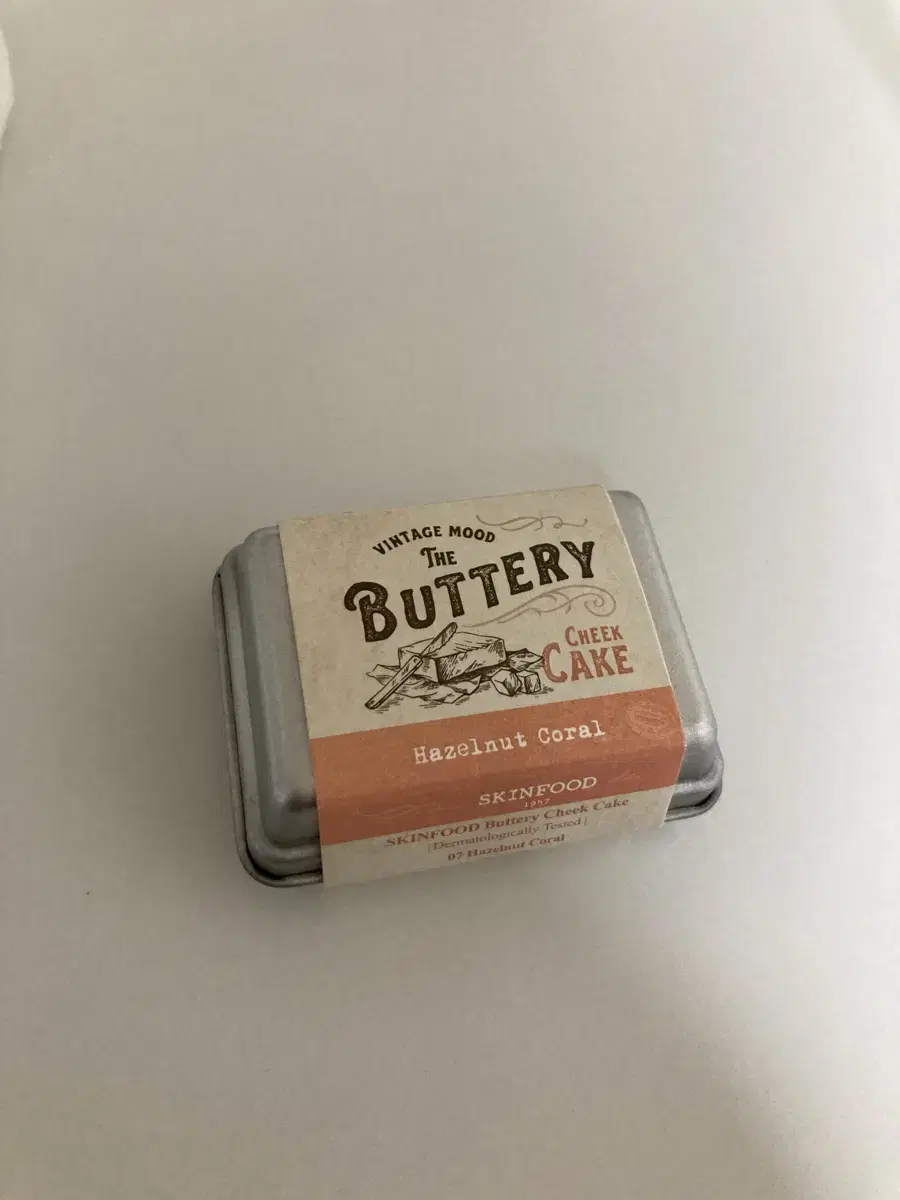 VINTAGE MOOD
THE
BUTTERY
CHEEK
CAKE
Hazelnut Coral
SKINFOOD
1957
SKINFOOD Buttery Cheek Cake
| Dermatologically Tested |
07 Hazelnut Coral